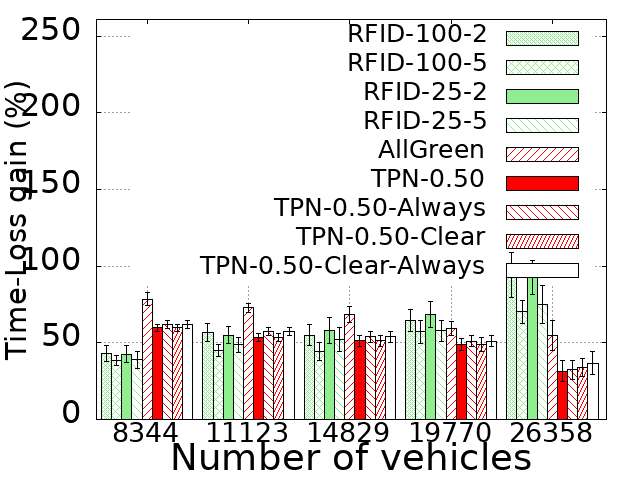 250
200
150
100
50
0
Time-Loss gain (%)
RFID-100-2
RFID-100-5
RFID-25-2
RFID-25-5
AllGreen
TPN-0.50
TPN-0.50-Always
TPN-0.50-Clear
TPN-0.50-Clear-Always
8344 11123 14829 19770 26358
Number of vehicles